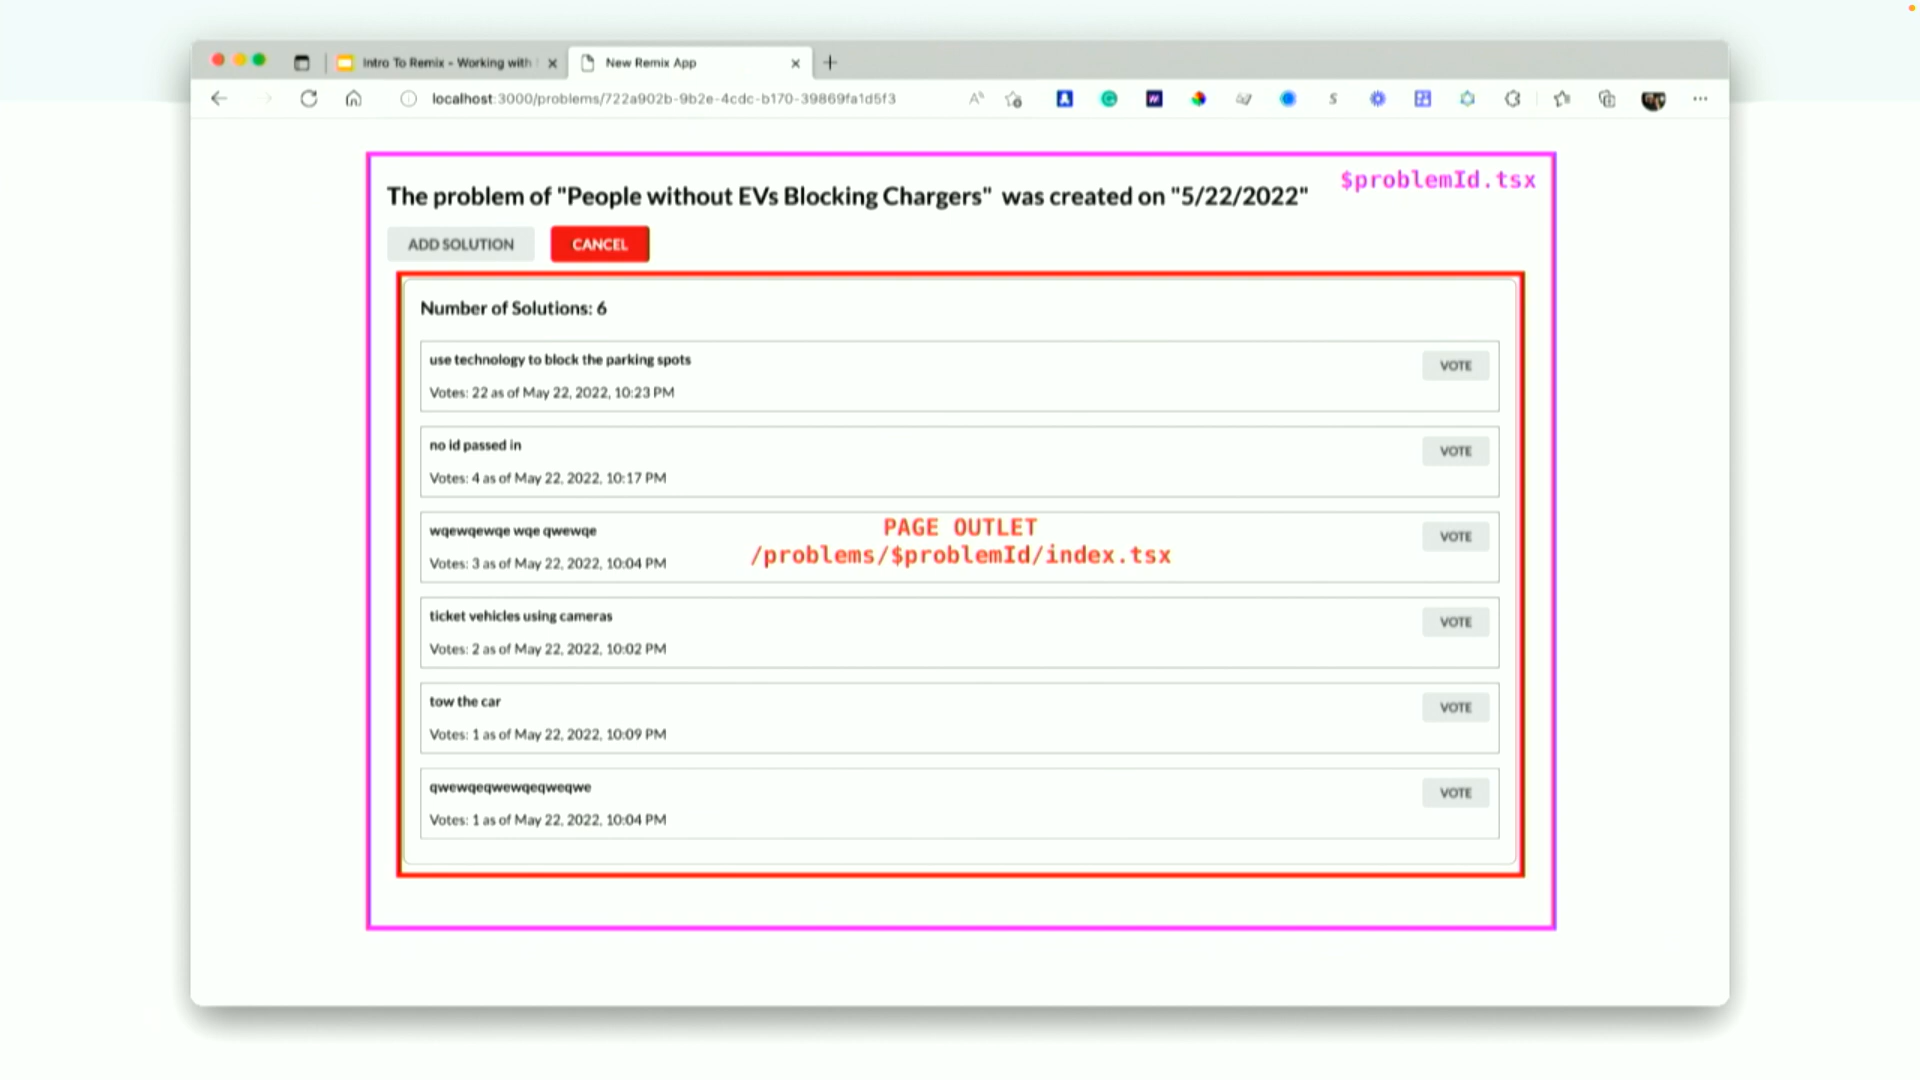 Intro To Remix - Working with
New Remix App
localhost:3000/problems/722a902b-9b2e-4cdc-b170-39869fa1d5f3
$problemId.tsx
The problem of "People without EVs Blocking Chargers" was created on "5/22/2022"
ADD SOLUTION CANCEL
Number of Solutions: 6
use technology to block the parking spots
VOTE
Votes: 22 as of May 22, 2022, 10:23 PM
no id passed in
VOTE
Votes: 4 as of May 22, 2022, 10:17 PM
wqewqewqe wqe qwewqe
VOTE
Votes: 3 as of May 22, 2022, 10:04 PM
PAGE OUTLET
/problems/$problemId/index.tsx
ticket vehicles using cameras
VOTE
Votes: 2 as of May 22, 2022, 10:02 PM
tow the car
VOTE
Votes: 1 as of May 22, 2022, 10:09 PM
qwewqeqwewqeqweqwe
VOTE
Votes: 1 as of May 22, 2022, 10:04 PM